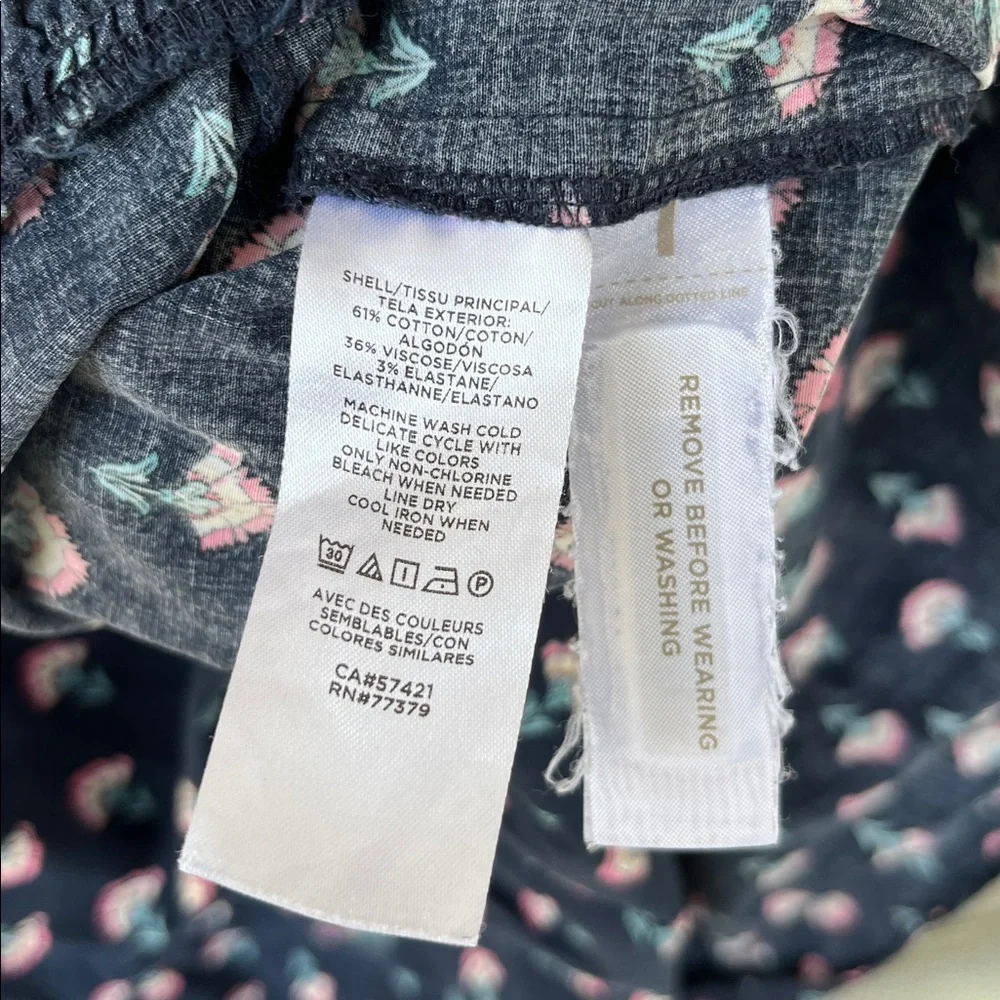 SHELL/TISSU PRINCIPAL/
TELA EXTERIOR:
61% COTTON/COTON/
ALGODÓN
36% VISCOSE/VISCOSA
3% ELASTANE/
ELASTHANNE/ELASTANO
MACHINE WASH COLD
DELICATE CYCLE WITH
LIKE COLORS
ONLY NON-CHLORINE
BLEACH WHEN NEEDED
LINE DRY
COOL IRON WHEN
NEEDED
30 P
AVEC DES COULEURS
SEMBLABLES/CON
COLORES SIMILARES
CA#57421
RN#77379
OUT ALONG DOTTED LINE
REMOVE BEFORE WEARING
OR WASHING